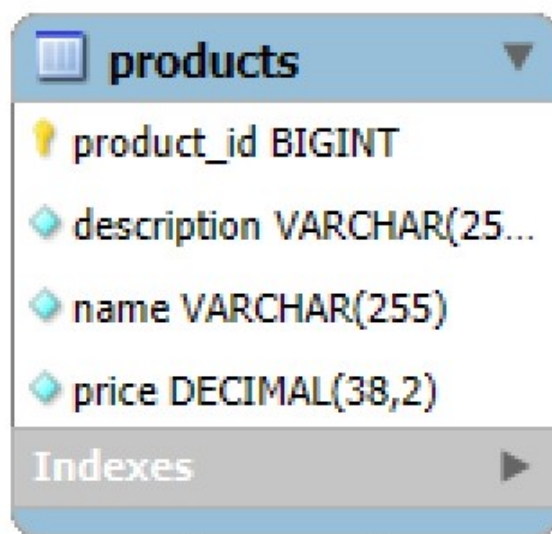 products
product_id BIGINT
description VARCHAR(25...
name VARCHAR(255)
price DECIMAL(38,2)
Indexes